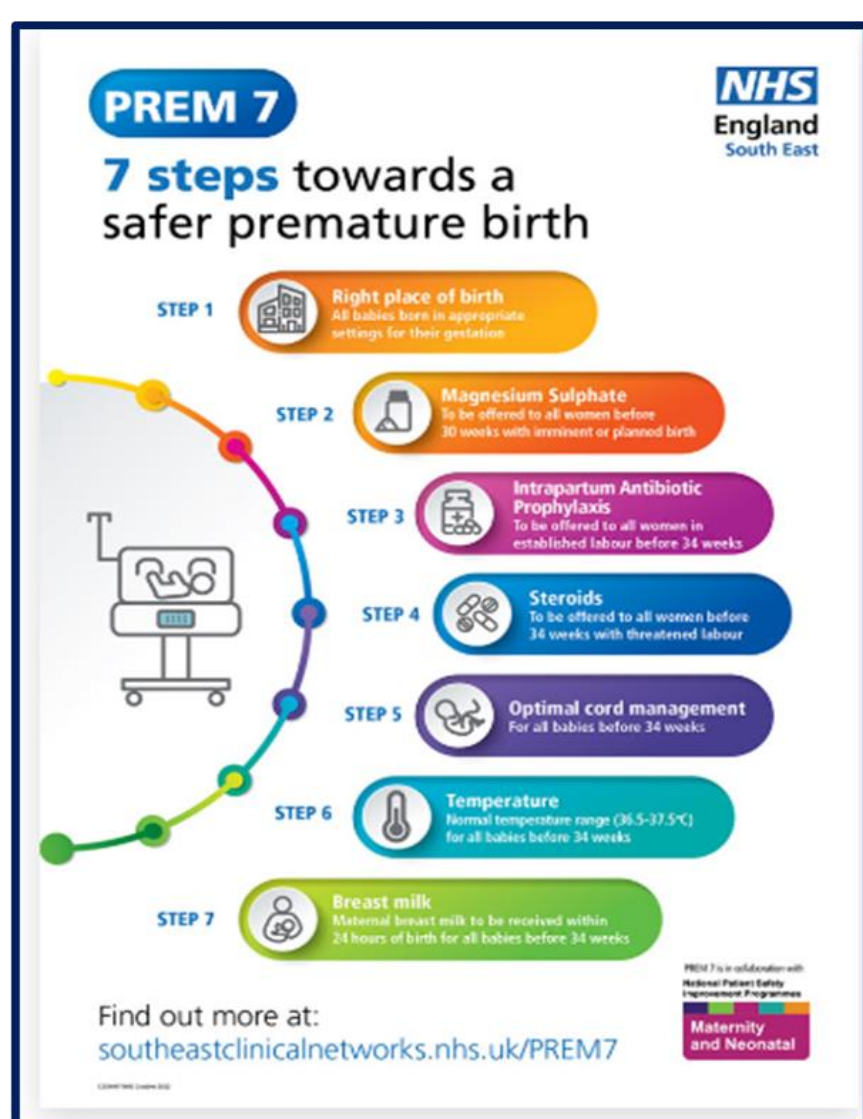 PREM 7
NHS
England
South East
7 steps towards a
safer premature birth
STEP 1
Right place of birth
All babies born in appropriate
settings for their gestation
STEP 2
Magnesium Sulphate
To be offered to all women before
30 weeks with imminent or planned birth
STEP 3
Intrapartum Antibiotic
Prophylaxis
To be offered to all women in
established labour before 34 weeks
STEP 4
Steroids
To be offered to all women before
34 weeks with threatened labour
STEP 5
Optimal cord management
For all babies before 34 weeks
STEP 6
Temperature
Normal temperature range (36.5-37.5°C)
for all babies before 34 weeks
STEP 7
Breast milk
Maternal breast milk to be received within
24 hours of birth for all babies before 34 weeks
PREM 7 is in collaboration with
National Patient Safety
Improvement Programmes
Maternity
and Neonatal
Find out more at:
southeastclinicalnetworks.nhs.uk/PREM7